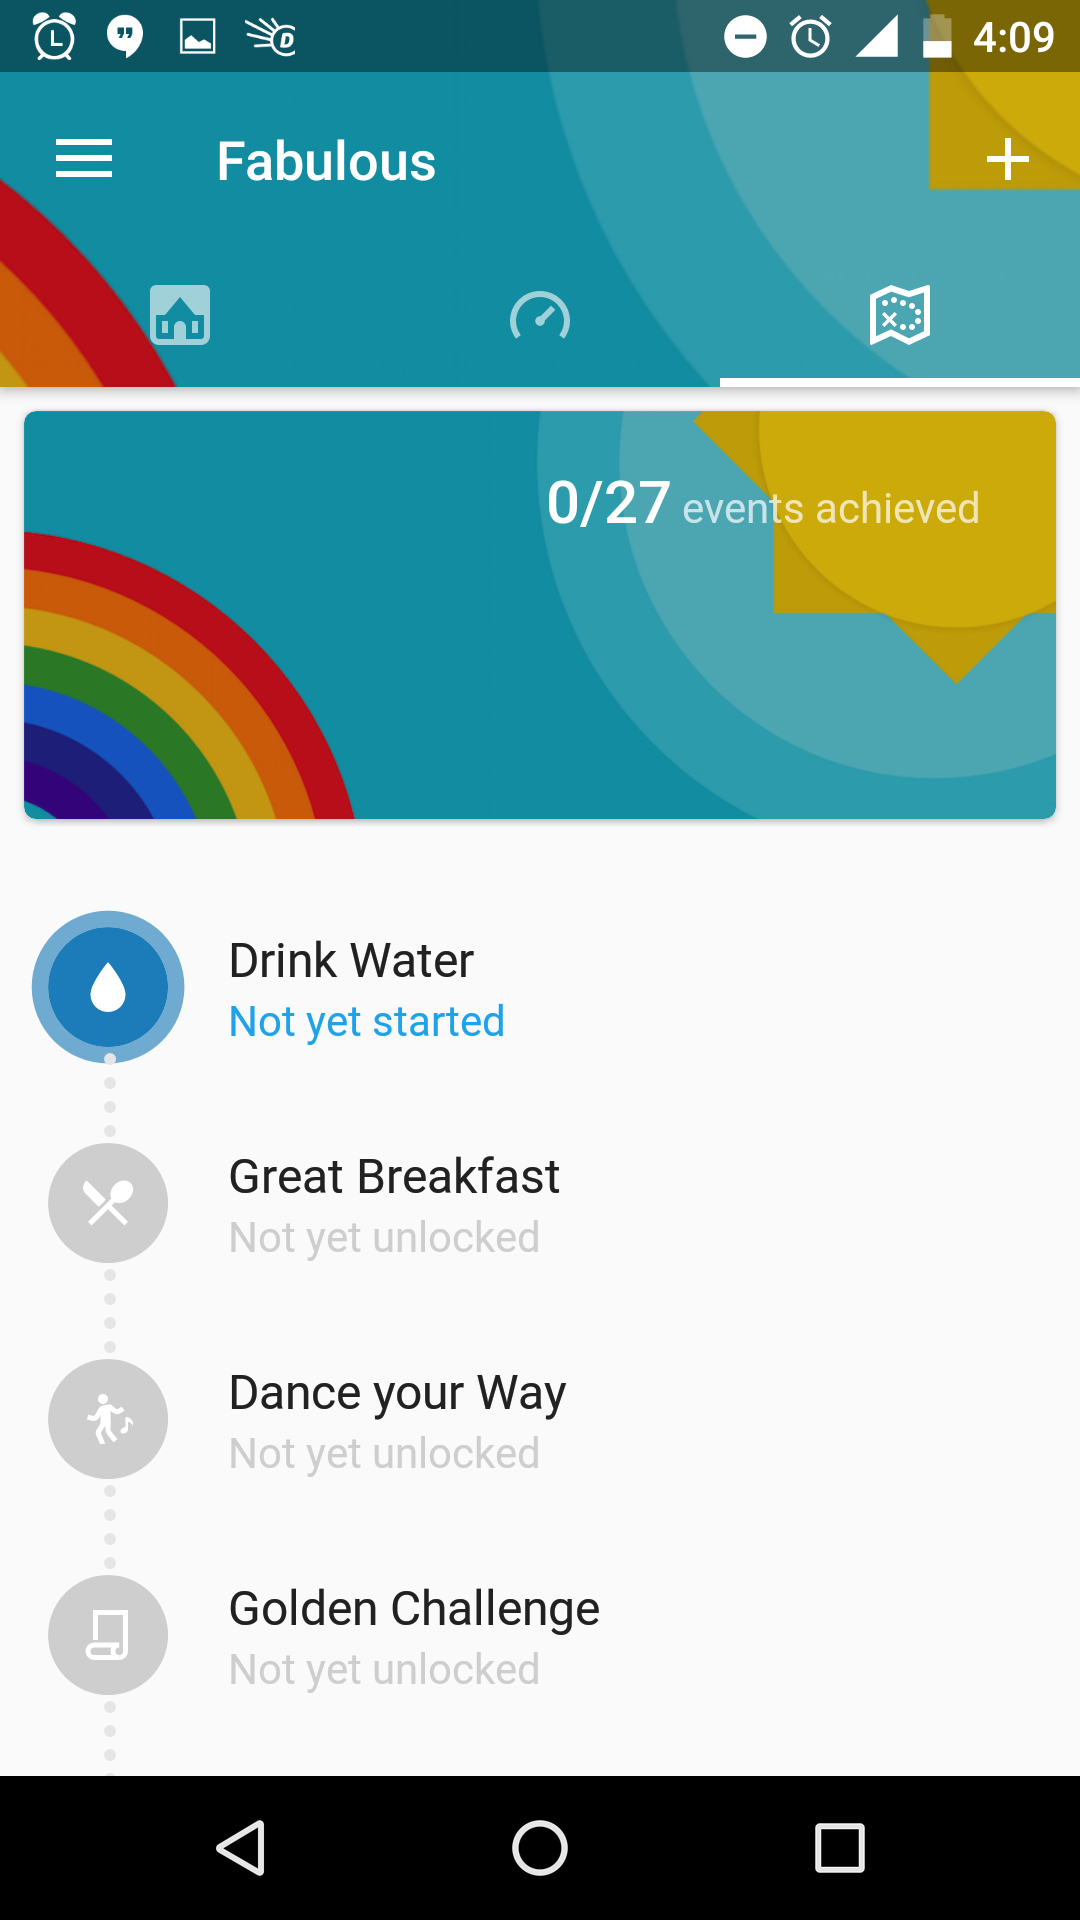 4:09
Fabulous
0/27 events achieved
Drink Water
Not yet started
Great Breakfast
Not yet unlocked
Dance your Way
Not yet unlocked
Golden Challenge
Not yet unlocked